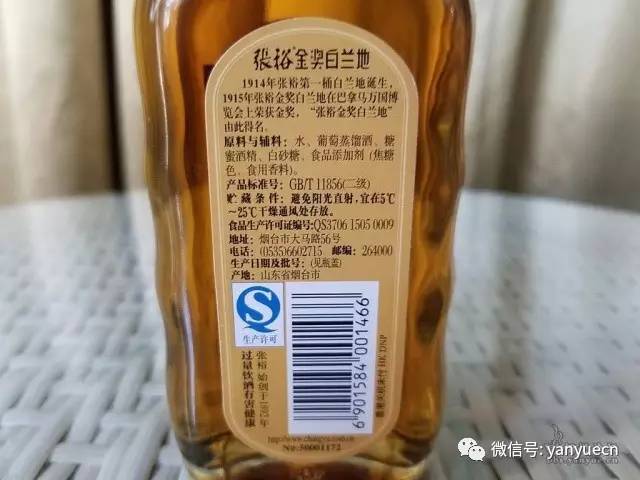 张裕金奖白兰地
1914年张裕第一桶白兰地诞生,
1915年张裕金奖白兰地在巴拿马万国博
览会上荣获金奖，“张裕金奖白兰地”
由此得名。
原料与辅料：水、葡萄蒸馏酒、糖
蜜酒精、白砂糖、食品添加剂 (焦糖
色、食用香料)。
产品标准号：GB/T 11856(二级)
贮藏条件：避免阳光直射，宜在5℃
~25℃干燥通风处存放。
食品生产许可证编号:QS3706 1505 0009
地址：烟台市大马路56号
电话：(0535)6602715 邮编：264000
生产日期及批号：(见瓶盖)
产地：山东省烟台市
生产许可
张裕 始创于1892年
过量饮酒有害健康
6 901584 001466
http://www.changyu.com.cn
No:50001172
微信号: yanyuecn